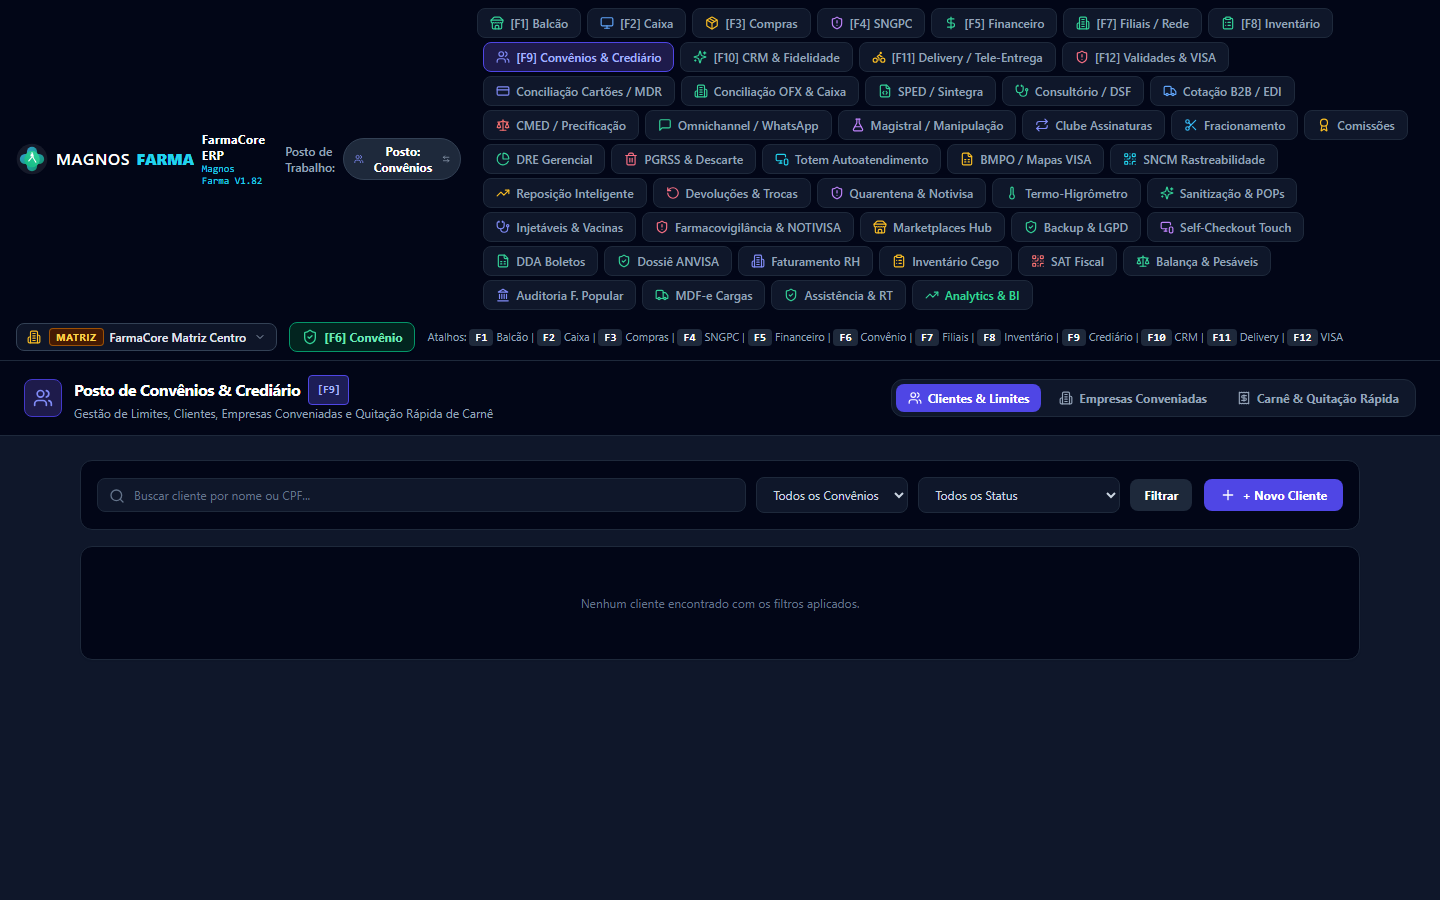 [F1] Balcão [F2] Caixa [F3] Compras [F4] SNGPC [F5] Financeiro [F7] Filiais / Rede [F8] Inventário
[F9] Convênios & Crediário [F10] CRM & Fidelidade [F11] Delivery / Tele-Entrega [F12] Validades & VISA
Conciliação Cartões / MDR Conciliação OFX & Caixa SPED / Sintegra Consultório / DSF Cotação B2B / EDI
CMED / Precificação Omnichannel / WhatsApp Magistral / Manipulação Clube Assinaturas Fracionamento Comissões
MAGNOS FARMA
FarmaCore
ERP
Magnos
Farma V1.82
Posto de
Trabalho:
Posto:
Convênios
DRE Gerencial PGRSS & Descarte Totem Autoatendimento BMPO / Mapas VISA SNCM Rastreabilidade
Reposição Inteligente Devoluções & Trocas Quarentena & Notivisa Termo-Higrômetro Sanitização & POPs
Injetáveis & Vacinas Farmacovigilância & NOTIVISA Marketplaces Hub Backup & LGPD Self-Checkout Touch
DDA Boletos Dossiê ANVISA Faturamento RH Inventário Cego SAT Fiscal Balança & Pesáveis
Auditoria F. Popular MDF-e Cargas Assistência & RT Analytics & BI
MATRIZ FarmaCore Matriz Centro [F6] Convênio Atalhos: F1 Balcão | F2 Caixa | F3 Compras | F4 SNGPC | F5 Financeiro | F6 Convênio | F7 Filiais | F8 Inventário | F9 Crediário | F10 CRM | F11 Delivery | F12 VISA
Posto de Convênios & Crediário [F9]
Gestão de Limites, Clientes, Empresas Conveniadas e Quitação Rápida de Carnê
Clientes & Limites Empresas Conveniadas Carnê & Quitação Rápida
Buscar cliente por nome ou CPF... Todos os Convênios Todos os Status Filtrar + Novo Cliente
Nenhum cliente encontrado com os filtros aplicados.